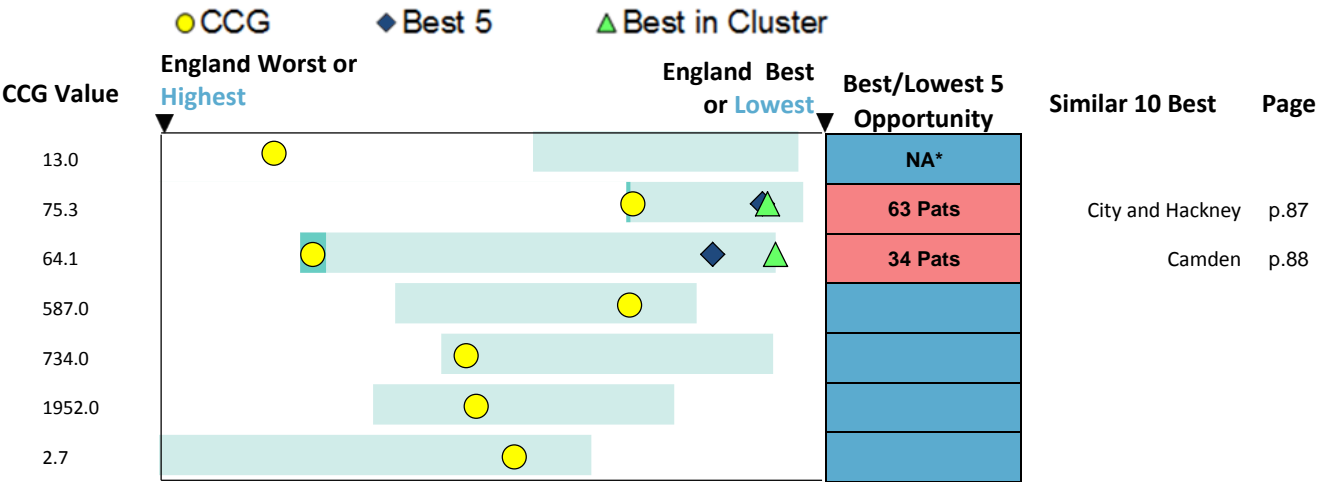 CCG Best 5 Best in Cluster
CCG Value
England Worst or
Highest
England Best
or Lowest
Best/Lowest 5
Opportunity
Similar 10 Best
Page
13.0 NA*
75.3 63 Pats City and Hackney p.87
64.1 34 Pats Camden p.88
587.0
734.0
1952.0
2.7